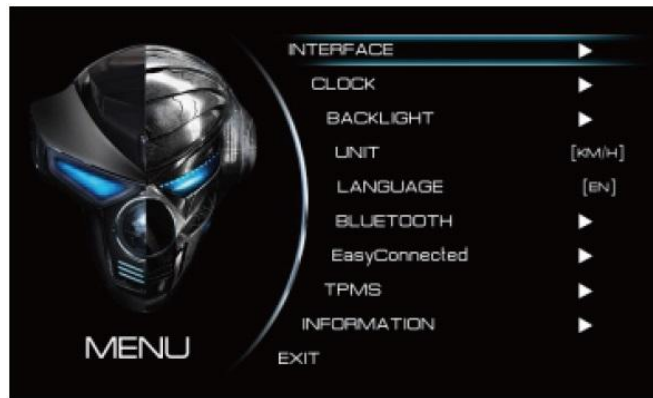 INTERFACE
CLOCK
BACKLIGHT
UNIT [KM/H]
LANGUAGE [EN]
BLUETOOTH
EasyConnected
TPMS
INFORMATION
EXIT
MENU